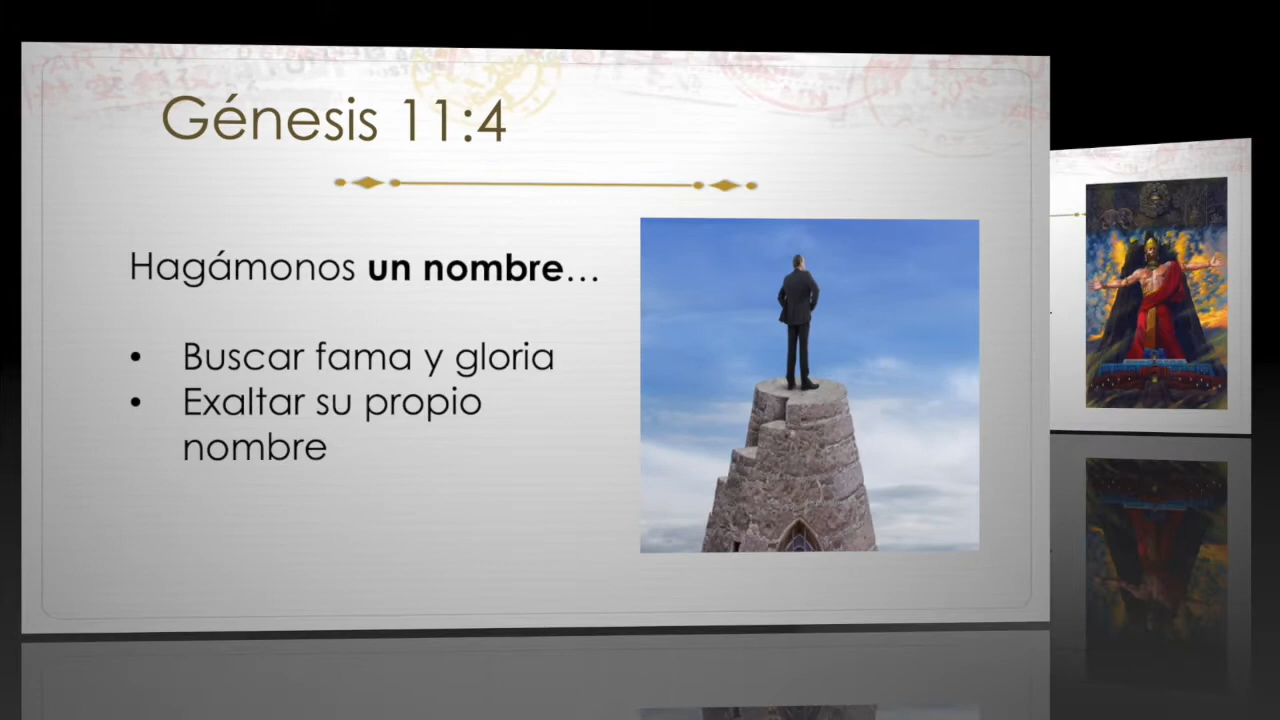 Génesis 11:4
Hagámonos un nombre…
• Buscar fama y gloria
• Exaltar su propio
nombre